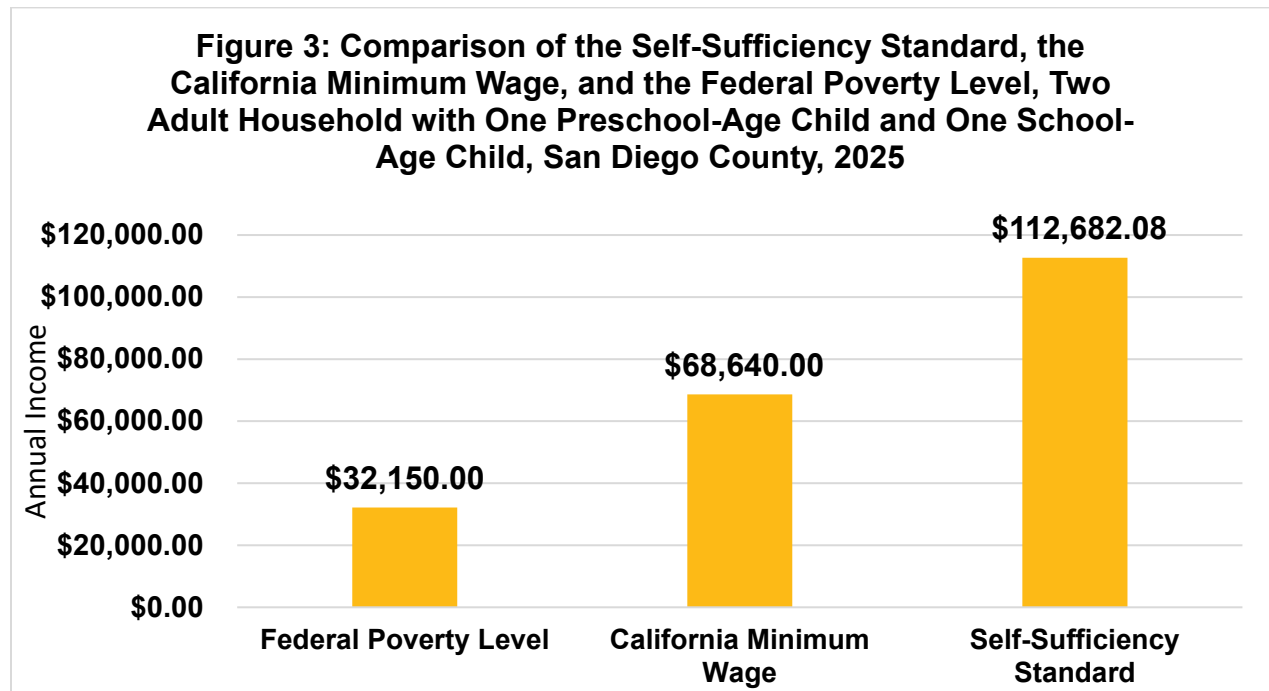 Figure 3: Comparison of the Self-Sufficiency Standard, the
California Minimum Wage, and the Federal Poverty Level, Two
Adult Household with One Preschool-Age Child and One School-
Age Child, San Diego County, 2025
Annual Income
$120,000.00
$100,000.00
$80,000.00
$60,000.00
$40,000.00
$20,000.00
$0.00
$32,150.00
$68,640.00
$112,682.08
Federal Poverty Level
California Minimum
Wage
Self-Sufficiency
Standard